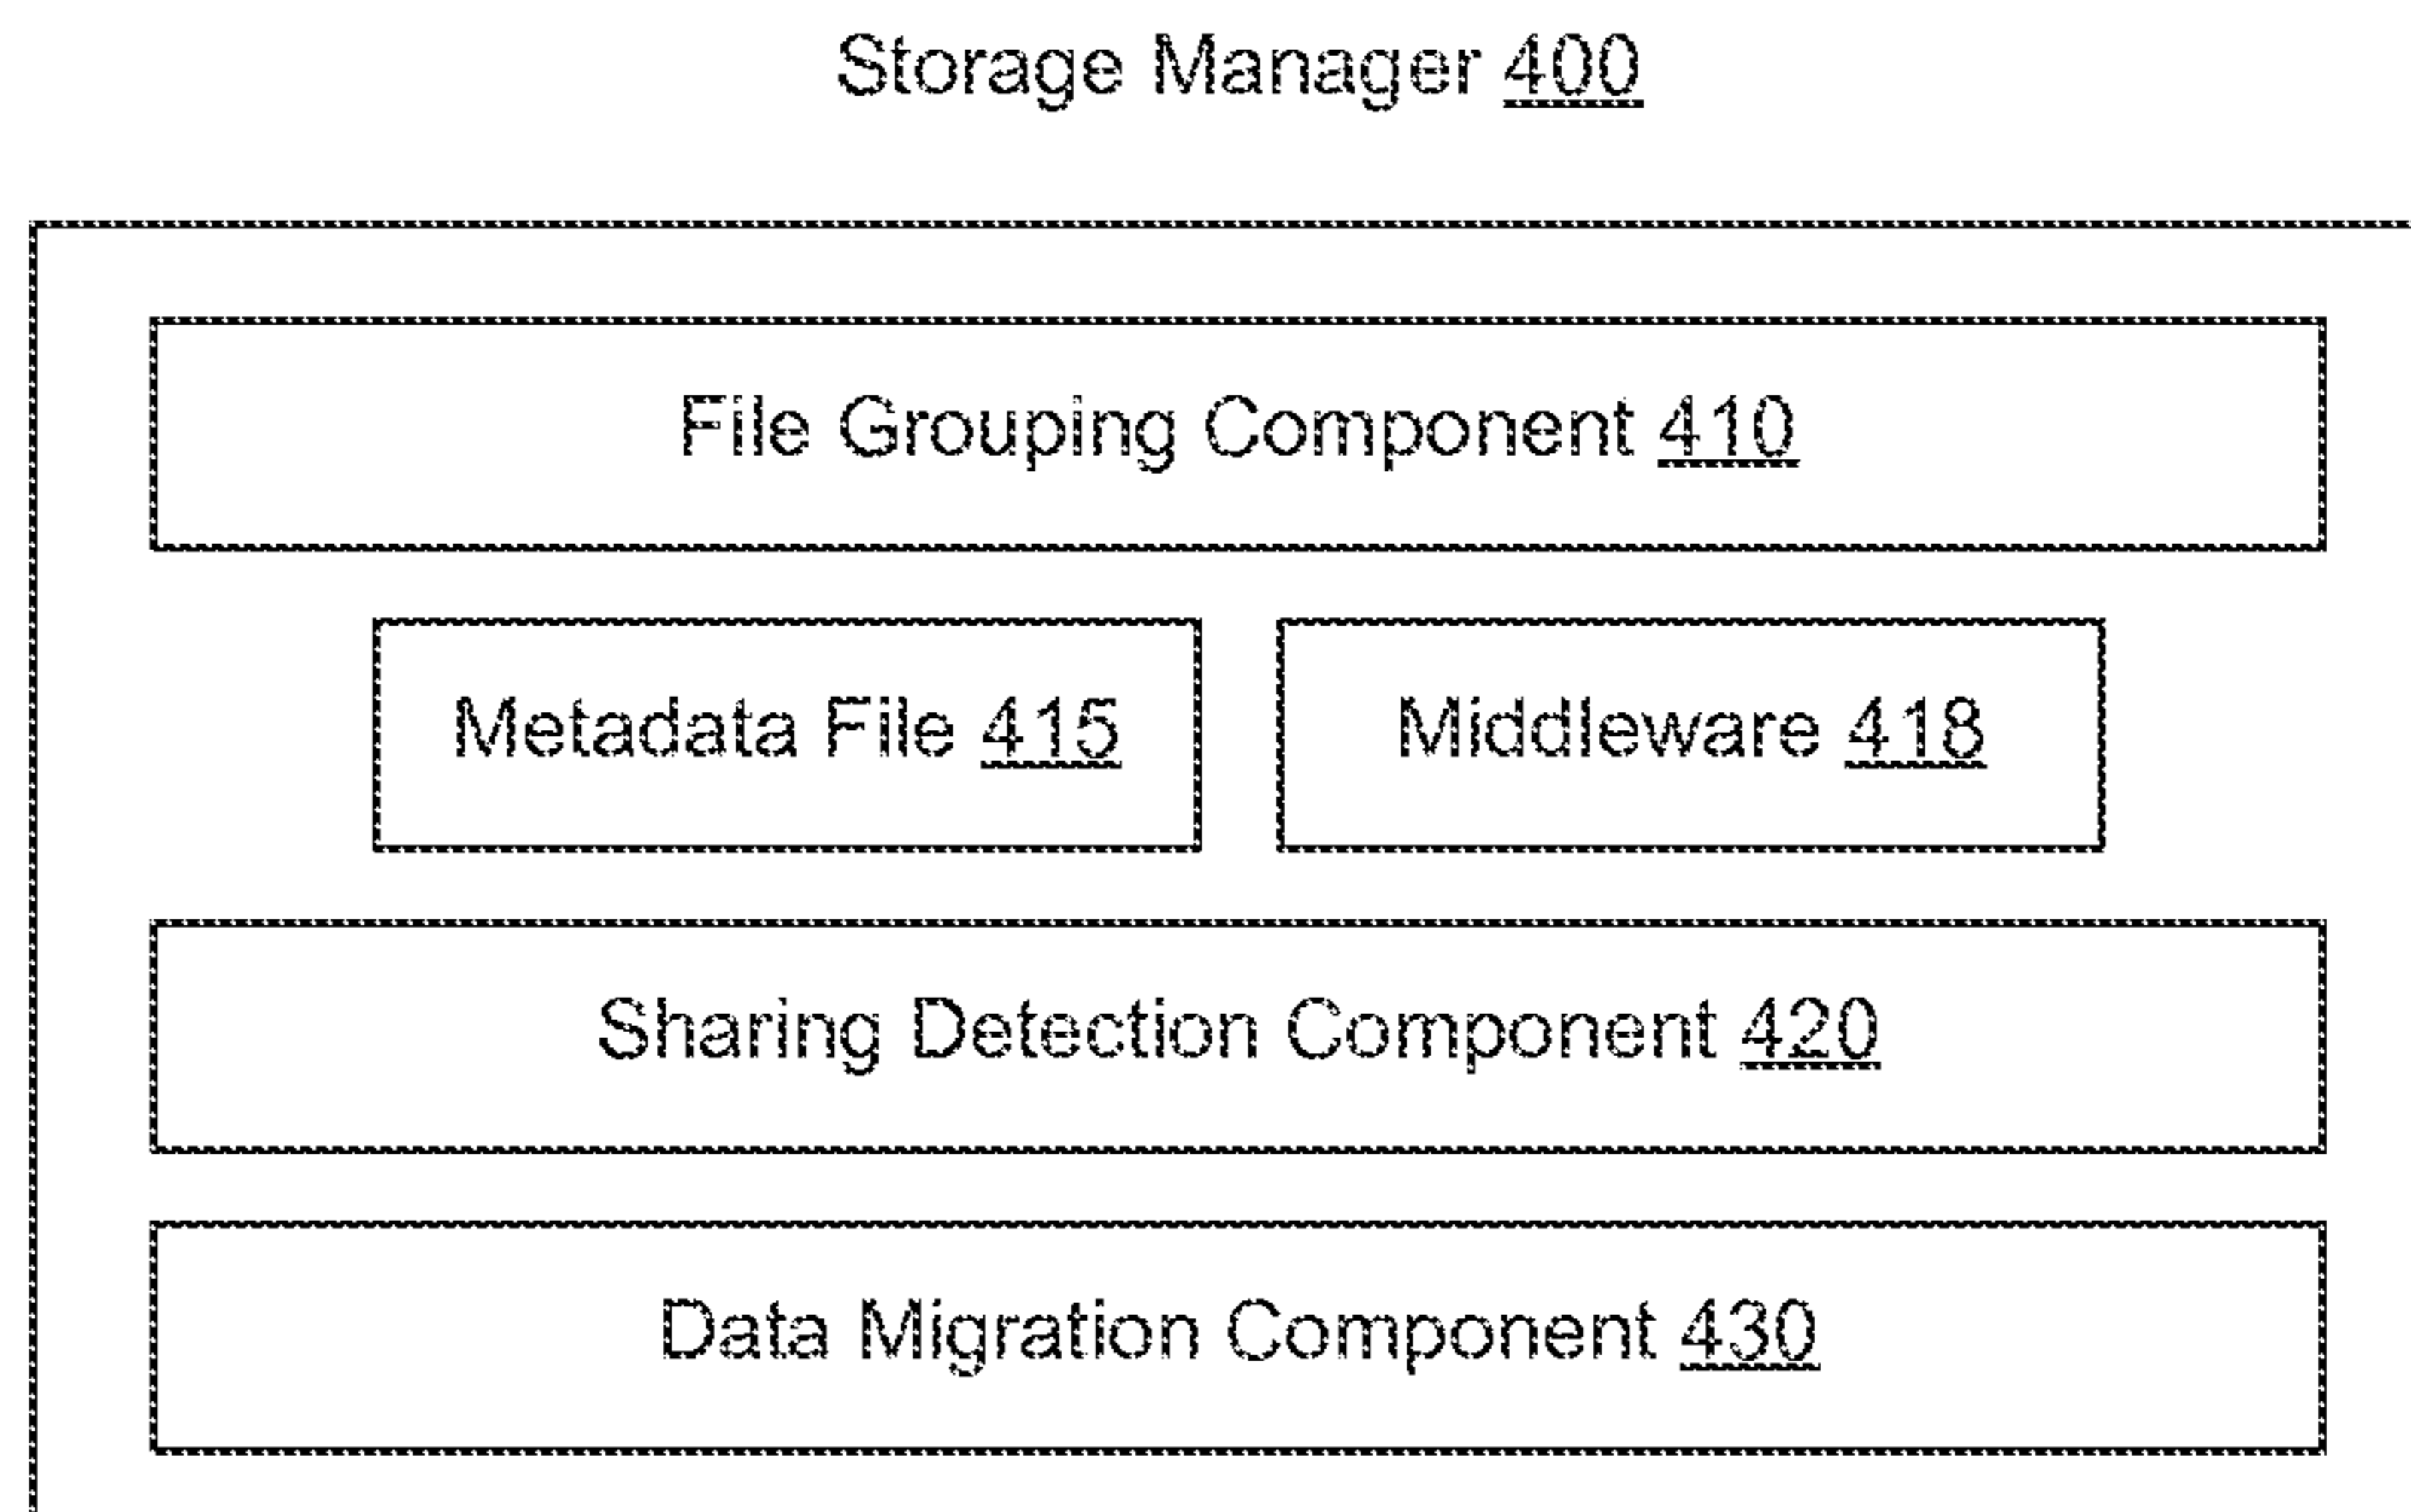 Storage Manager 400
File Grouping Component 410
Metadata File 415
Middleware 418
Sharing Detection Component 420
Data Migration Component 430